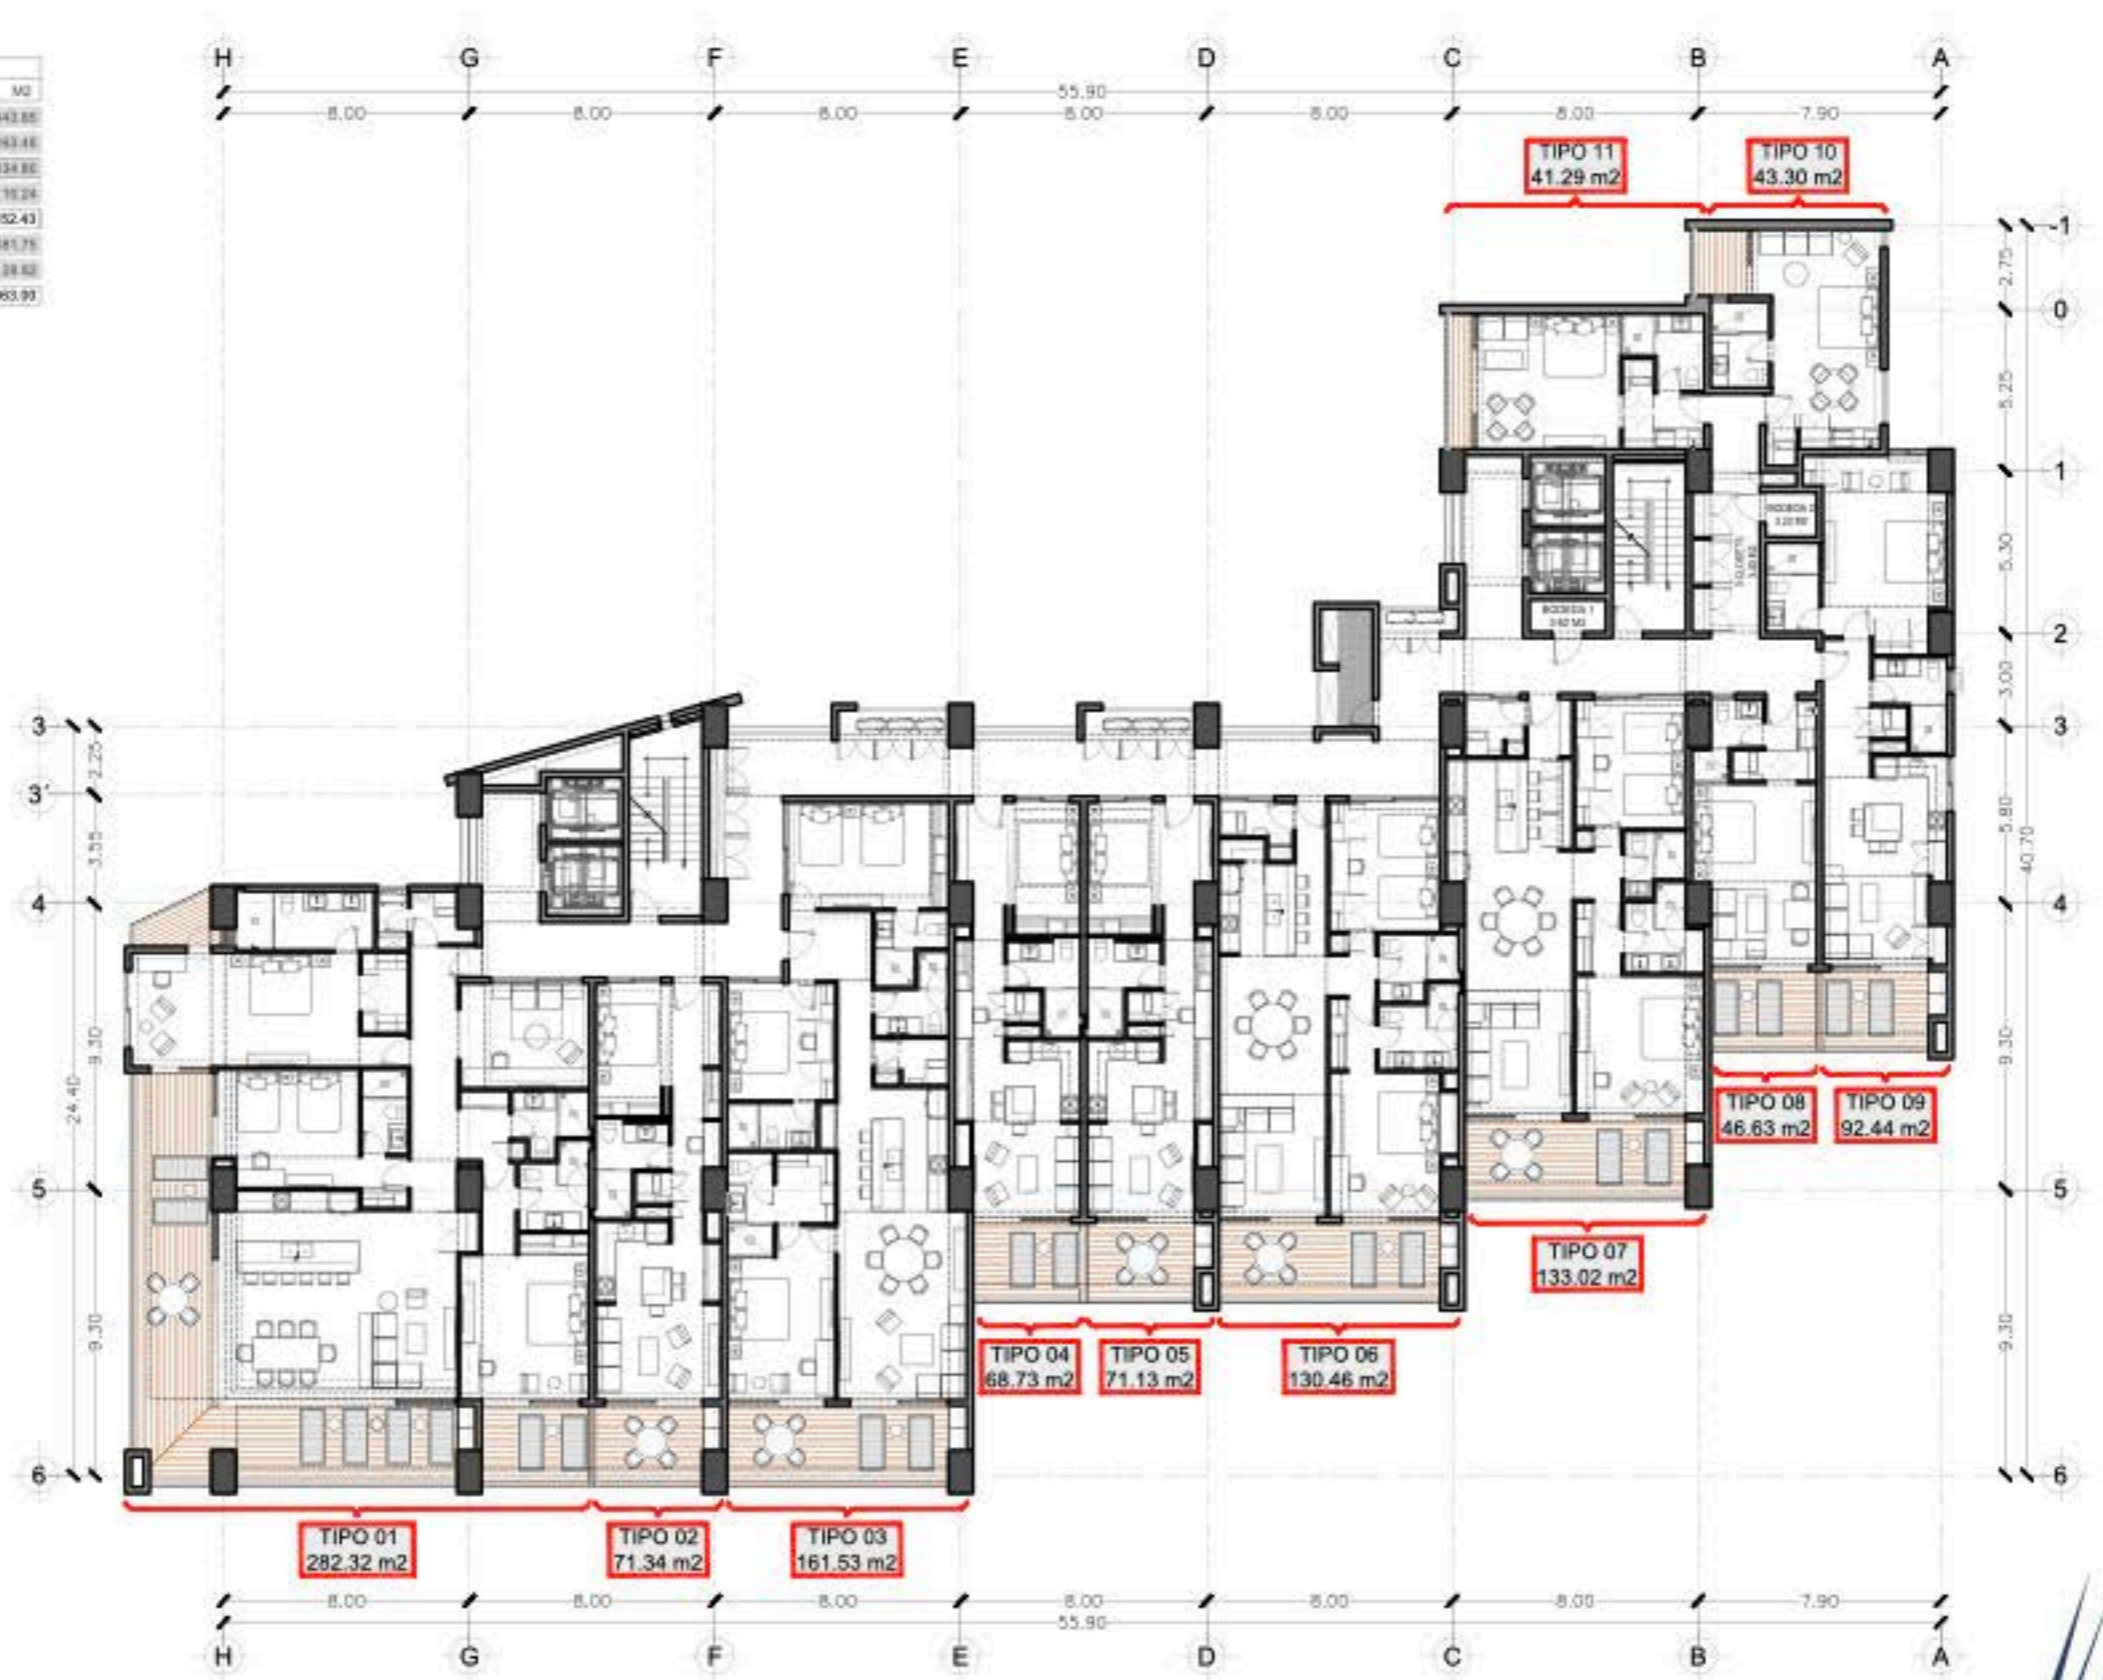 H G F E D C B A
55.90
8.00 8.00 8.00 8.00 8.00 8.00 7.90
M2
TIPO 11
41.29 m2
TIPO 10
43.30 m2
-1
2.75
0
5.25
1
5.30
2
3.00
3
5.80
40.70
4
9.30
5
9.30
6
3
2.25
3'
3.55
4
9.30
24.40
5
9.30
6
BODEGA 1
TIPO 08
46.63 m2
TIPO 09
92.44 m2
TIPO 07
133.02 m2
TIPO 04
68.73 m2
TIPO 05
71.13 m2
TIPO 06
130.46 m2
TIPO 01
282.32 m2
TIPO 02
71.34 m2
TIPO 03
161.53 m2
8.00 8.00 8.00 8.00 8.00 8.00 7.90
55.90
H G F E D C B A